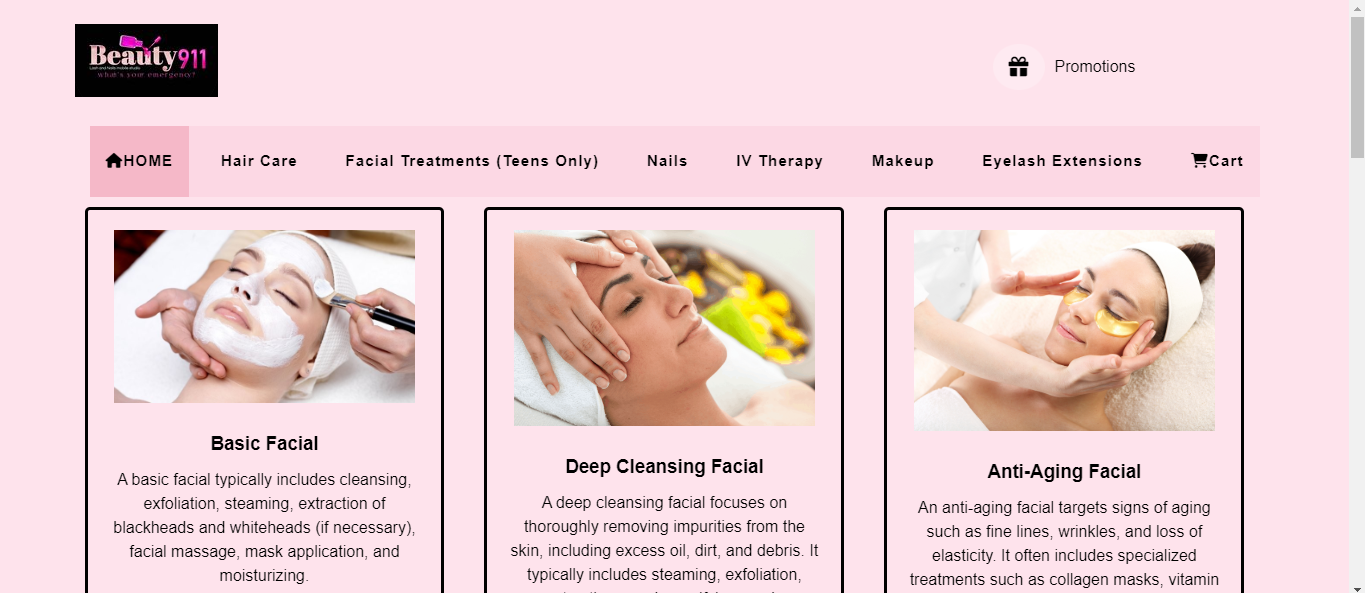 Beauty911
Lash and Nails mobile studio
what's your emergency?
Promotions
HOME Hair Care Facial Treatments (Teens Only) Nails IV Therapy Makeup Eyelash Extensions Cart
Basic Facial
A basic facial typically includes cleansing,
exfoliation, steaming, extraction of
blackheads and whiteheads (if necessary),
facial massage, mask application, and
moisturizing.
Deep Cleansing Facial
A deep cleansing facial focuses on
thoroughly removing impurities from the
skin, including excess oil, dirt, and debris. It
typically includes steaming, exfoliation,
Anti-Aging Facial
An anti-aging facial targets signs of aging
such as fine lines, wrinkles, and loss of
elasticity. It often includes specialized
treatments such as collagen masks, vitamin